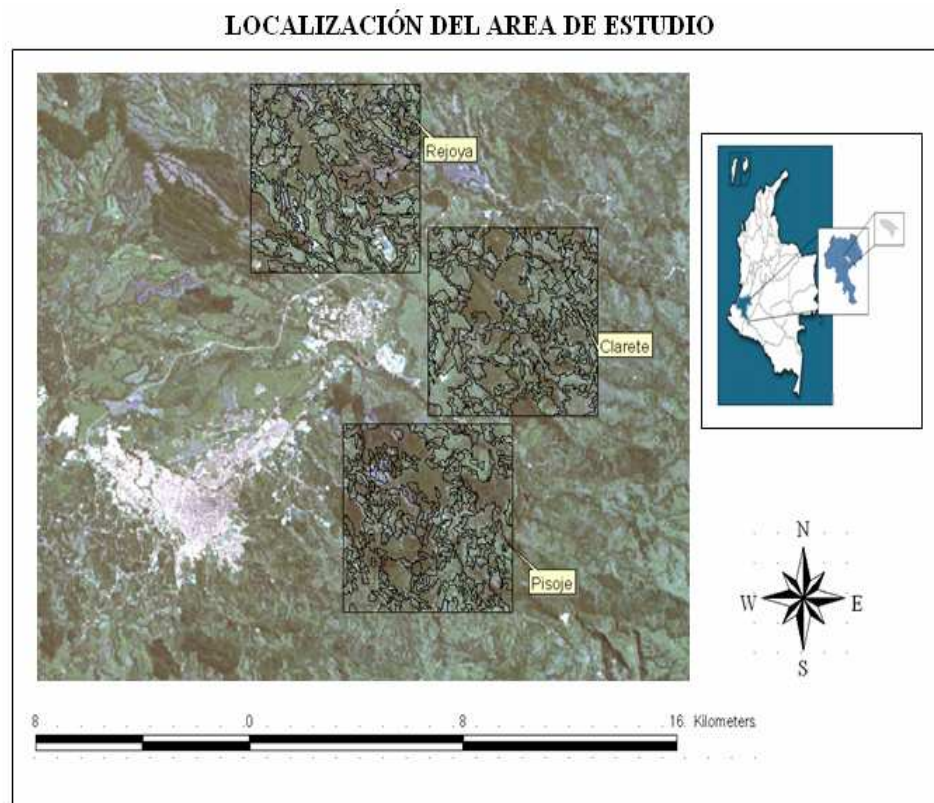 LOCALIZACIÓN DEL AREA DE ESTUDIO
Rejoya
Clarete
Pisoje
N
W E
S
8 0 8 16 Kilometers